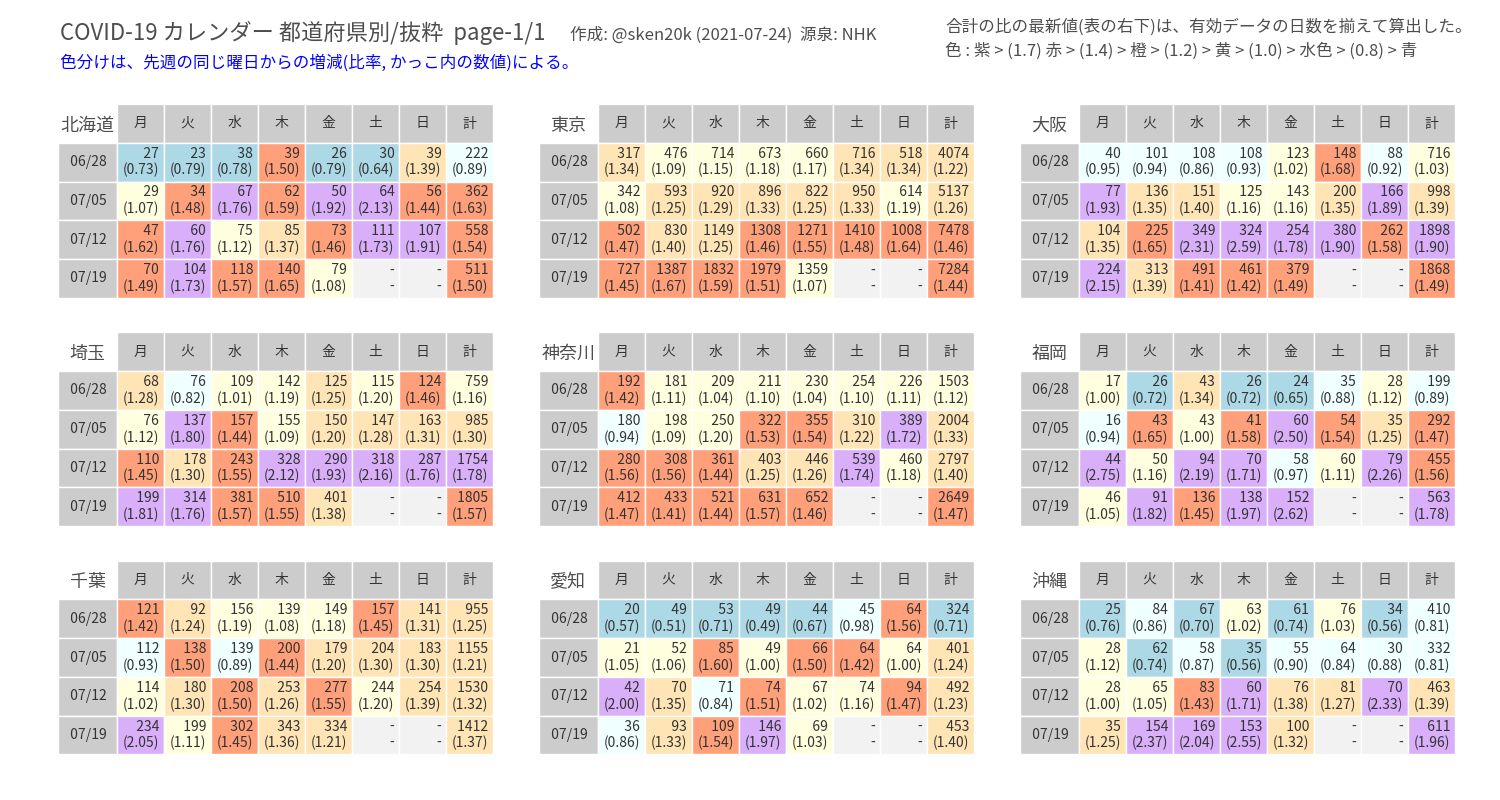 COVID-19 カレンダー 都道府県別/抜粋 page-1/1
作成: @sken20k (2021-07-24) 源泉: NHK
合計の比の最新値(表の右下)は、有効データの日数を揃えて算出した。
色分けは、先週の同じ曜日からの増減(比率, かっこ内の数値)による。
色 : 紫 > (1.7) 赤 > (1.4) > 橙 > (1.2) > 黄 > (1.0) > 水色 > (0.8) > 青
北海道 月 火 水 木 金 土 日 計
06/28 27 23 38 39 26 30 39 222
(0.73) (0.79) (0.78) (1.50) (0.79) (0.64) (1.39) (0.89)
07/05 29 34 67 62 50 64 56 362
(1.07) (1.48) (1.76) (1.59) (1.92) (2.13) (1.44) (1.63)
07/12 47 60 75 85 73 111 107 558
(1.62) (1.76) (1.12) (1.37) (1.46) (1.73) (1.91) (1.54)
07/19 70 104 118 140 79 - - 511
(1.49) (1.73) (1.57) (1.65) (1.08) - - (1.50)
東京 月 火 水 木 金 土 日 計
06/28 317 476 714 673 660 716 518 4074
(1.34) (1.09) (1.15) (1.18) (1.17) (1.34) (1.34) (1.22)
07/05 342 593 920 896 822 950 614 5137
(1.08) (1.25) (1.29) (1.33) (1.25) (1.33) (1.19) (1.26)
07/12 502 830 1149 1308 1271 1410 1008 7478
(1.47) (1.40) (1.25) (1.46) (1.55) (1.48) (1.64) (1.46)
07/19 727 1387 1832 1979 1359 - - 7284
(1.45) (1.67) (1.59) (1.51) (1.07) - - (1.44)
大阪 月 火 水 木 金 土 日 計
06/28 40 101 108 108 123 148 88 716
(0.95) (0.94) (0.86) (0.93) (1.02) (1.68) (0.92) (1.03)
07/05 77 136 151 125 143 200 166 998
(1.93) (1.35) (1.40) (1.16) (1.16) (1.35) (1.89) (1.39)
07/12 104 225 349 324 254 380 262 1898
(1.35) (1.65) (2.31) (2.59) (1.78) (1.90) (1.58) (1.90)
07/19 224 313 491 461 379 - - 1868
(2.15) (1.39) (1.41) (1.42) (1.49) - - (1.49)
埼玉 月 火 水 木 金 土 日 計
06/28 68 76 109 142 125 115 124 759
(1.28) (0.82) (1.01) (1.19) (1.25) (1.20) (1.46) (1.16)
07/05 76 137 157 155 150 147 163 985
(1.12) (1.80) (1.44) (1.09) (1.20) (1.28) (1.31) (1.30)
07/12 110 178 243 328 290 318 287 1754
(1.45) (1.30) (1.55) (2.12) (1.93) (2.16) (1.76) (1.78)
07/19 199 314 381 510 401 - - 1805
(1.81) (1.76) (1.57) (1.55) (1.38) - - (1.57)
神奈川 月 火 水 木 金 土 日 計
06/28 192 181 209 211 230 254 226 1503
(1.42) (1.11) (1.04) (1.10) (1.04) (1.10) (1.11) (1.12)
07/05 180 198 250 322 355 310 389 2004
(0.94) (1.09) (1.20) (1.53) (1.54) (1.22) (1.72) (1.33)
07/12 280 308 361 403 446 539 460 2797
(1.56) (1.56) (1.44) (1.25) (1.26) (1.74) (1.18) (1.40)
07/19 412 433 521 631 652 - - 2649
(1.47) (1.41) (1.44) (1.57) (1.46) - - (1.47)
福岡 月 火 水 木 金 土 日 計
06/28 17 26 43 26 24 35 28 199
(1.00) (0.72) (1.34) (0.72) (0.65) (0.88) (1.12) (0.89)
07/05 16 43 43 41 60 54 35 292
(0.94) (1.65) (1.00) (1.58) (2.50) (1.54) (1.25) (1.47)
07/12 44 50 94 70 58 60 79 455
(2.75) (1.16) (2.19) (1.71) (0.97) (1.11) (2.26) (1.56)
07/19 46 91 136 138 152 - - 563
(1.05) (1.82) (1.45) (1.97) (2.62) - - (1.78)
千葉 月 火 水 木 金 土 日 計
06/28 121 92 156 139 149 157 141 955
(1.42) (1.24) (1.19) (1.08) (1.18) (1.45) (1.31) (1.25)
07/05 112 138 139 200 179 204 183 1155
(0.93) (1.50) (0.89) (1.44) (1.20) (1.30) (1.30) (1.21)
07/12 114 180 208 253 277 244 254 1530
(1.02) (1.30) (1.50) (1.26) (1.55) (1.20) (1.39) (1.32)
07/19 234 199 302 343 334 - - 1412
(2.05) (1.11) (1.45) (1.36) (1.21) - - (1.37)
愛知 月 火 水 木 金 土 日 計
06/28 20 49 53 49 44 45 64 324
(0.57) (0.51) (0.71) (0.49) (0.67) (0.98) (1.56) (0.71)
07/05 21 52 85 49 66 64 64 401
(1.05) (1.06) (1.60) (1.00) (1.50) (1.42) (1.00) (1.24)
07/12 42 70 71 74 67 74 94 492
(2.00) (1.35) (0.84) (1.51) (1.02) (1.16) (1.47) (1.23)
07/19 36 93 109 146 69 - - 453
(0.86) (1.33) (1.54) (1.97) (1.03) - - (1.40)
沖縄 月 火 水 木 金 土 日 計
06/28 25 84 67 63 61 76 34 410
(0.76) (0.86) (0.70) (1.02) (0.74) (1.03) (0.56) (0.81)
07/05 28 62 58 35 55 64 30 332
(1.12) (0.74) (0.87) (0.56) (0.90) (0.84) (0.88) (0.81)
07/12 28 65 83 60 76 81 70 463
(1.00) (1.05) (1.43) (1.71) (1.38) (1.27) (2.33) (1.39)
07/19 35 154 169 153 100 - - 611
(1.25) (2.37) (2.04) (2.55) (1.32) - - (1.96)